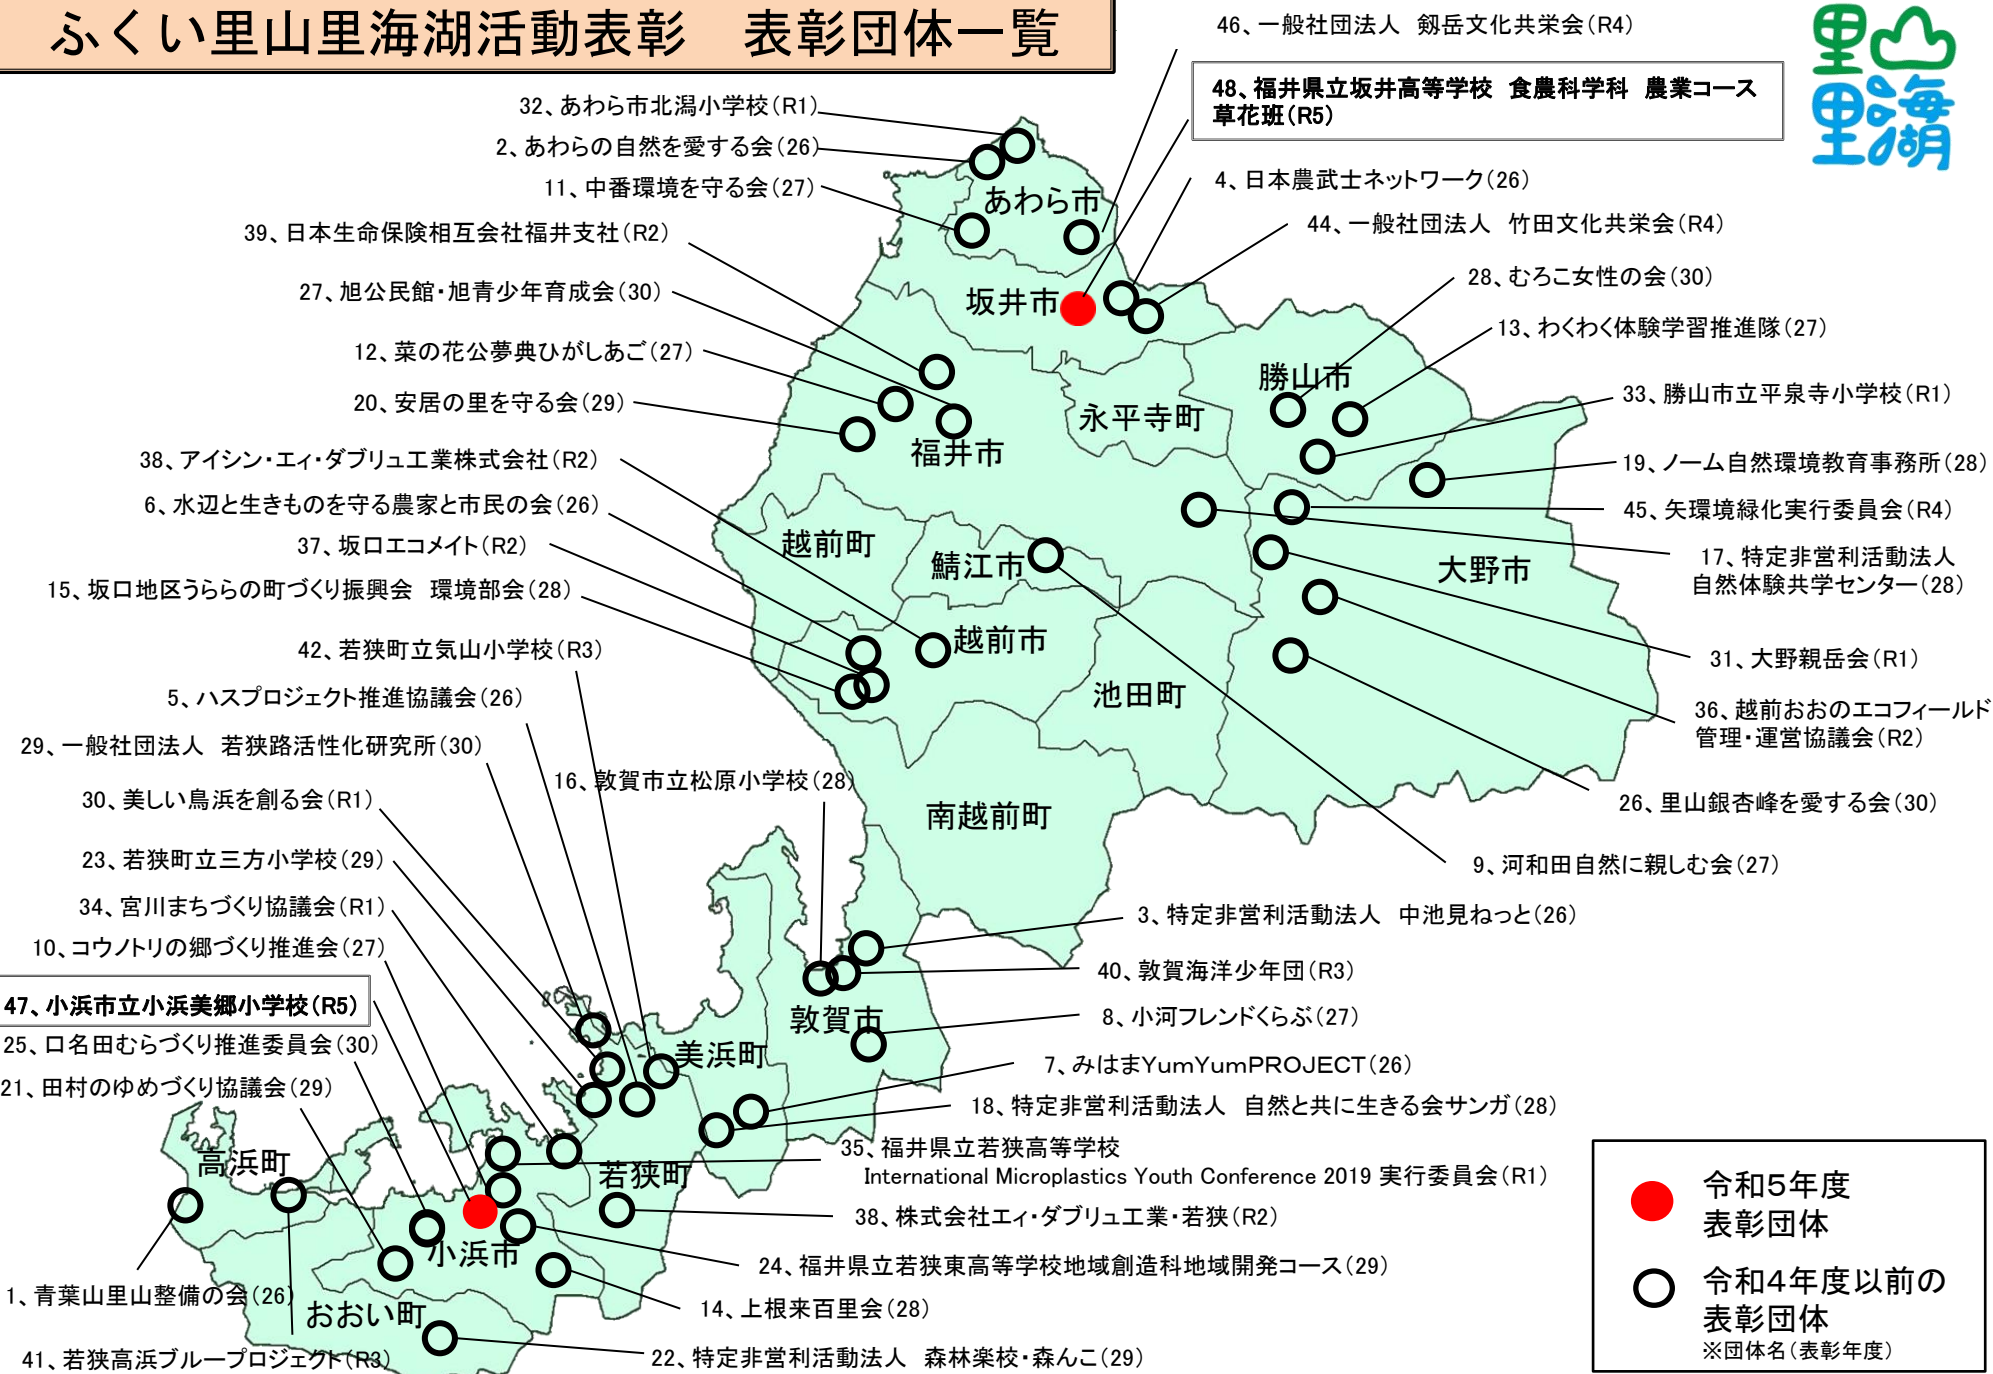 ふくい里山里海湖活動表彰　表彰団体一覧
里山
里海湖
46、一般社団法人　剱岳文化共栄会(R4)
48、福井県立坂井高等学校　食農科学科　農業コース
草花班(R5)
32、あわら市北潟小学校(R1)
2、あわらの自然を愛する会(26)
11、中番環境を守る会(27)
4、日本農武士ネットワーク(26)
44、一般社団法人　竹田文化共栄会(R4)
39、日本生命保険相互会社福井支社(R2)
28、むろこ女性の会(30)
27、旭公民館・旭青少年育成会(30)
13、わくわく体験学習推進隊(27)
12、菜の花公夢典ひがしあご(27)
20、安居の里を守る会(29)
33、勝山市立平泉寺小学校(R1)
38、アイシン・エィ・ダブリュ工業株式会社(R2)
19、ノーム自然環境教育事務所(28)
6、水辺と生きものを守る農家と市民の会(26)
45、矢環境緑化実行委員会(R4)
37、坂口エコメイト(R2)
17、特定非営利活動法人
自然体験共学センター(28)
15、坂口地区うららの町づくり振興会　環境部会(28)
42、若狭町立気山小学校(R3)
31、大野親岳会(R1)
5、ハスプロジェクト推進協議会(26)
36、越前おおのエコフィールド
管理・運営協議会(R2)
29、一般社団法人　若狭路活性化研究所(30)
16、敦賀市立松原小学校(28)
30、美しい鳥浜を創る会(R1)
26、里山銀杏峰を愛する会(30)
23、若狭町立三方小学校(29)
9、河和田自然に親しむ会(27)
34、宮川まちづくり協議会(R1)
3、特定非営利活動法人　中池見ねっと(26)
10、コウノトリの郷づくり推進会(27)
40、敦賀海洋少年団(R3)
47、小浜市立小浜美郷小学校(R5)
8、小河フレンドくらぶ(27)
25、口名田むらづくり推進委員会(30)
7、みはまYumYumPROJECT(26)
21、田村のゆめづくり協議会(29)
18、特定非営利活動法人　自然と共に生きる会サンガ(28)
35、福井県立若狭高等学校
International Microplastics Youth Conference 2019 実行委員会(R1)
38、株式会社エィ・ダブリュ工業・若狭(R2)
24、福井県立若狭東高等学校地域創造科地域開発コース(29)
1、青葉山里山整備の会(26)
14、上根来百里会(28)
41、若狭高浜ブループロジェクト(R3)
22、特定非営利活動法人　森林楽校・森んこ(29)
あわら市
坂井市
勝山市
永平寺町
福井市
越前町
鯖江市
大野市
越前市
池田町
南越前町
敦賀市
美浜町
若狭町
高浜町
小浜市
おおい町
令和5年度
表彰団体
令和4年度以前の
表彰団体
※団体名(表彰年度)